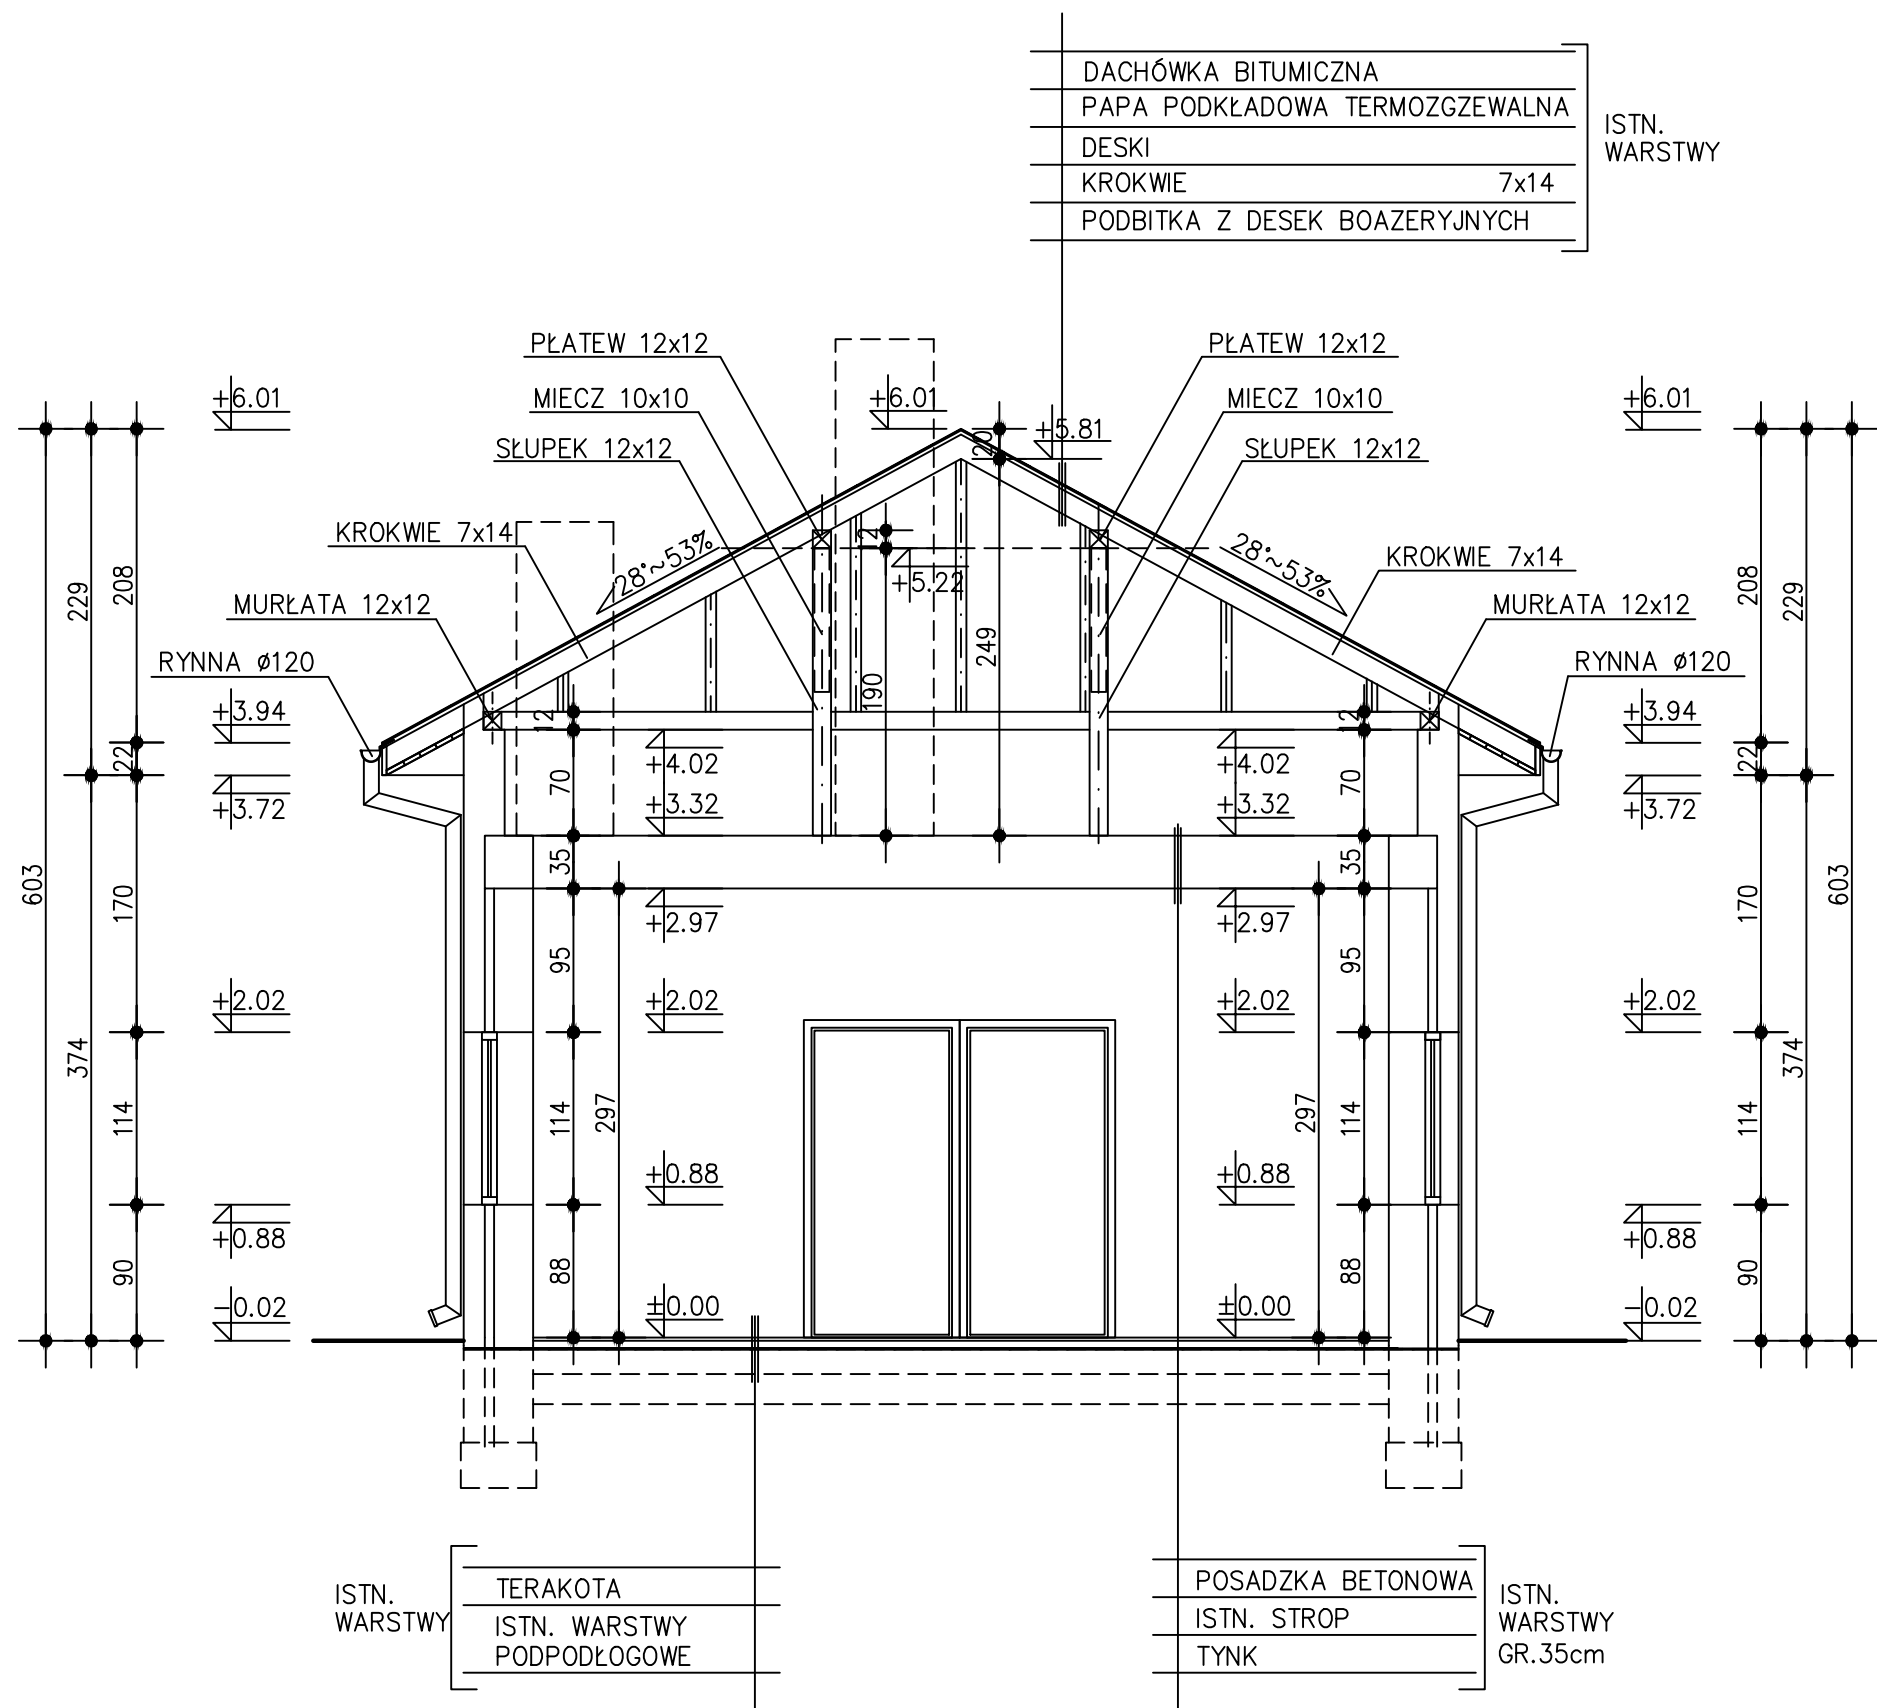 DACHÓWKA BITUMICZNA
PAPA PODKŁADOWA TERMOZGZEWALNA
DESKI
KROKWIE 7x14
PODBITKA Z DESEK BOAZERYJNYCH
ISTN.
WARSTWY
PŁATEW 12x12
PŁATEW 12x12
+6.01
MIECZ 10x10
+6.01
MIECZ 10x10
+6.01
20
+5.81
SŁUPEK 12x12
SŁUPEK 12x12
KROKWIE 7x14
28°~53%
12
+5.22
28°~53%
KROKWIE 7x14
229
208
MURŁATA 12x12
249
190
MURŁATA 12x12
208
229
RYNNA ø120
RYNNA ø120
+3.94
12
12
+3.94
22
+4.02
+4.02
22
70
70
+3.72
+3.32
+3.32
+3.72
35
35
603
170
+2.97
+2.97
170
603
95
95
+2.02
+2.02
+2.02
+2.02
374
374
114
114
297
297
114
114
+0.88
+0.88
+0.88
+0.88
90
88
88
90
-0.02
±0.00
±0.00
-0.02
ISTN.
WARSTWY
TERAKOTA
ISTN. WARSTWY
PODPODŁOGOWE
POSADZKA BETONOWA
ISTN. STROP
TYNK
ISTN.
WARSTWY
GR.35cm